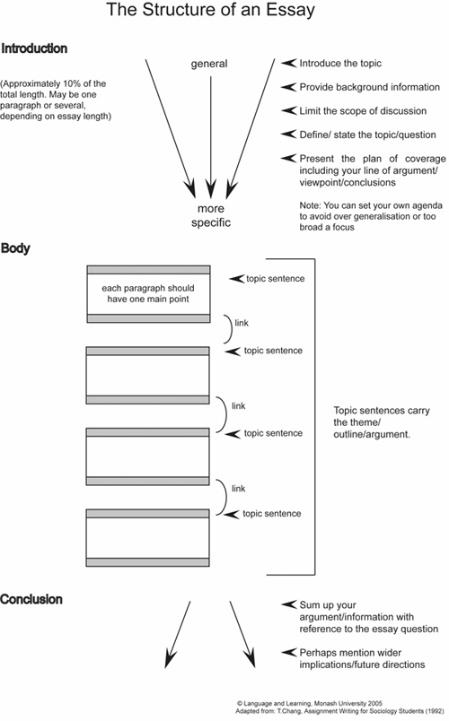 The Structure of an Essay
Introduction
(Approximately 10% of the
total length. May be one
paragraph or several,
depending on essay length)
general
more
specific
Introduce the topic
Provide background information
Limit the scope of discussion
Define/ state the topic/question
Present the plan of coverage
including your line of argument/
viewpoint/conclusions
Note: You can set your own agenda
to avoid over generalisation or too
broad a focus
Body
each paragraph should
have one main point
topic sentence
link
topic sentence
link
topic sentence
link
topic sentence
Topic sentences carry
the theme/
outline/argument.
Conclusion
Sum up your
argument/information with
reference to the essay question
Perhaps mention wider
implications/future directions
© Language and Learning, Monash University 2005
Adapted from: T.Chang, Assignment Writing for Sociology Students (1992)